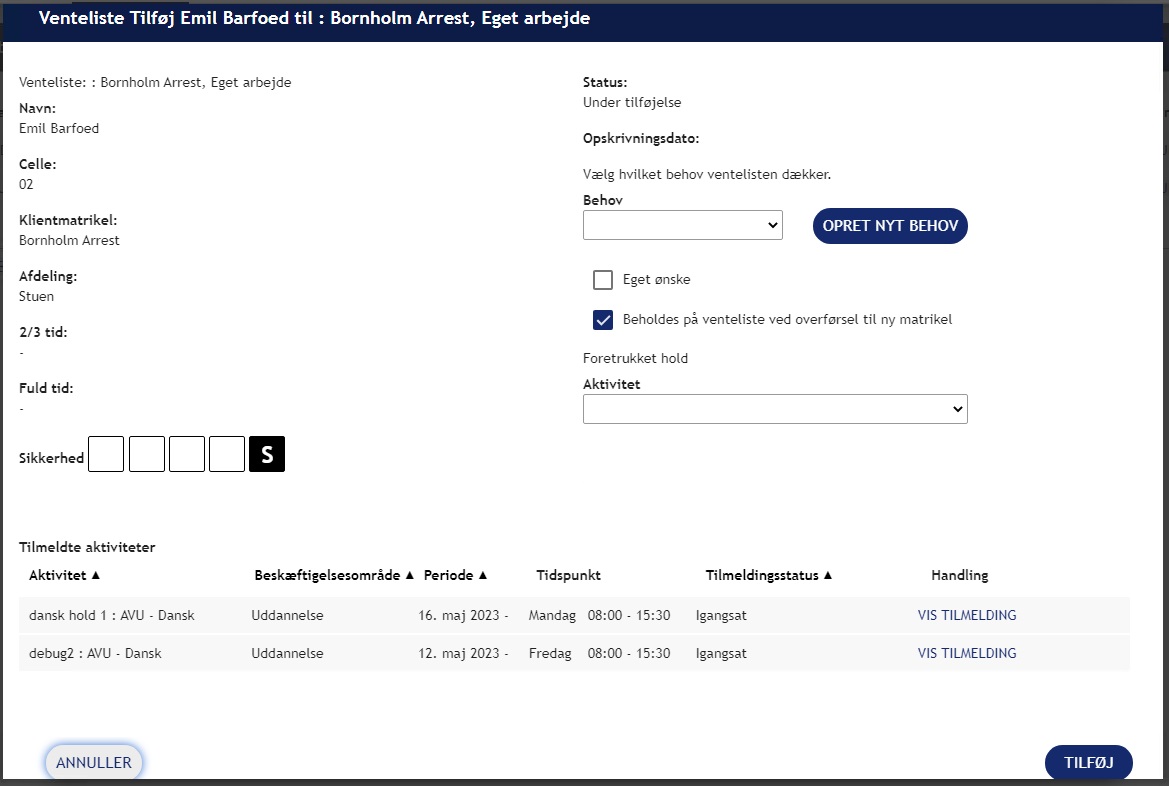 Venteliste Tilføj Emil Barfoed til : Bornholm Arrest, Eget arbejde
Venteliste: : Bornholm Arrest, Eget arbejde
Navn:
Emil Barfoed
Celle:
02
Klientmatrikel:
Bornholm Arrest
Afdeling:
Stuen
2/3 tid:
-
Fuld tid:
-
Sikkerhed S
Status:
Under tilføjelse
Opskrivningsdato:
Vælg hvilket behov ventelisten dækker.
Behov
OPRET NYT BEHOV
Eget ønske
Beholdes på venteliste ved overførsel til ny matrikel
Foretrukket hold
Aktivitet
Tilmeldte aktiviteter
Aktivitet ▲ Beskæftigelsesområde ▲ Periode ▲ Tidspunkt Tilmeldingsstatus ▲ Handling
dansk hold 1 : AVU - Dansk Uddannelse 16. maj 2023 - Mandag 08:00 - 15:30 Igangsat VIS TILMELDING
debug2 : AVU - Dansk Uddannelse 12. maj 2023 - Fredag 08:00 - 15:30 Igangsat VIS TILMELDING
ANNULLER TILFØJ